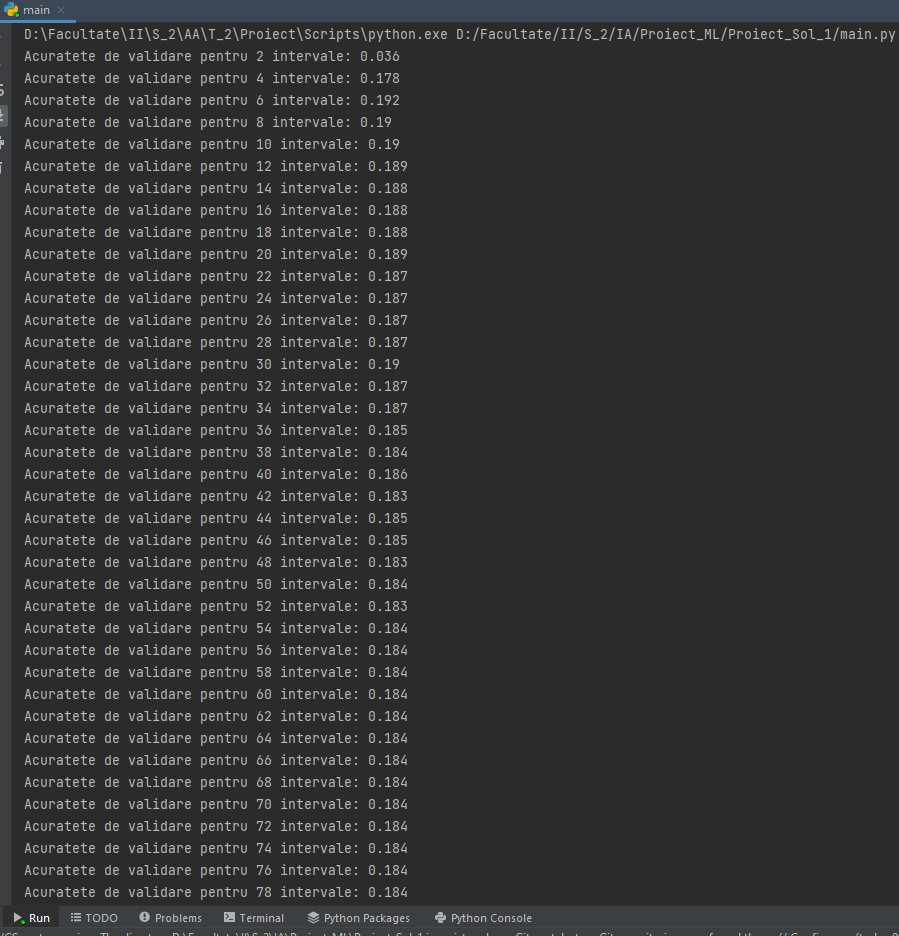 main
D:\Facultate\II\S_2\AA\T_2\Proiect\Scripts\python.exe D:/Facultate/II/S_2/IA/Proiect_ML/Proiect_Sol_1/main.py
Acuratete de validare pentru 2 intervale: 0.036
Acuratete de validare pentru 4 intervale: 0.178
Acuratete de validare pentru 6 intervale: 0.192
Acuratete de validare pentru 8 intervale: 0.19
Acuratete de validare pentru 10 intervale: 0.19
Acuratete de validare pentru 12 intervale: 0.189
Acuratete de validare pentru 14 intervale: 0.188
Acuratete de validare pentru 16 intervale: 0.188
Acuratete de validare pentru 18 intervale: 0.188
Acuratete de validare pentru 20 intervale: 0.189
Acuratete de validare pentru 22 intervale: 0.187
Acuratete de validare pentru 24 intervale: 0.187
Acuratete de validare pentru 26 intervale: 0.187
Acuratete de validare pentru 28 intervale: 0.187
Acuratete de validare pentru 30 intervale: 0.19
Acuratete de validare pentru 32 intervale: 0.187
Acuratete de validare pentru 34 intervale: 0.187
Acuratete de validare pentru 36 intervale: 0.185
Acuratete de validare pentru 38 intervale: 0.184
Acuratete de validare pentru 40 intervale: 0.186
Acuratete de validare pentru 42 intervale: 0.183
Acuratete de validare pentru 44 intervale: 0.185
Acuratete de validare pentru 46 intervale: 0.185
Acuratete de validare pentru 48 intervale: 0.183
Acuratete de validare pentru 50 intervale: 0.184
Acuratete de validare pentru 52 intervale: 0.183
Acuratete de validare pentru 54 intervale: 0.184
Acuratete de validare pentru 56 intervale: 0.184
Acuratete de validare pentru 58 intervale: 0.184
Acuratete de validare pentru 60 intervale: 0.184
Acuratete de validare pentru 62 intervale: 0.184
Acuratete de validare pentru 64 intervale: 0.184
Acuratete de validare pentru 66 intervale: 0.184
Acuratete de validare pentru 68 intervale: 0.184
Acuratete de validare pentru 70 intervale: 0.184
Acuratete de validare pentru 72 intervale: 0.184
Acuratete de validare pentru 74 intervale: 0.184
Acuratete de validare pentru 76 intervale: 0.184
Acuratete de validare pentru 78 intervale: 0.184
Run TODO Problems Terminal Python Packages Python Console